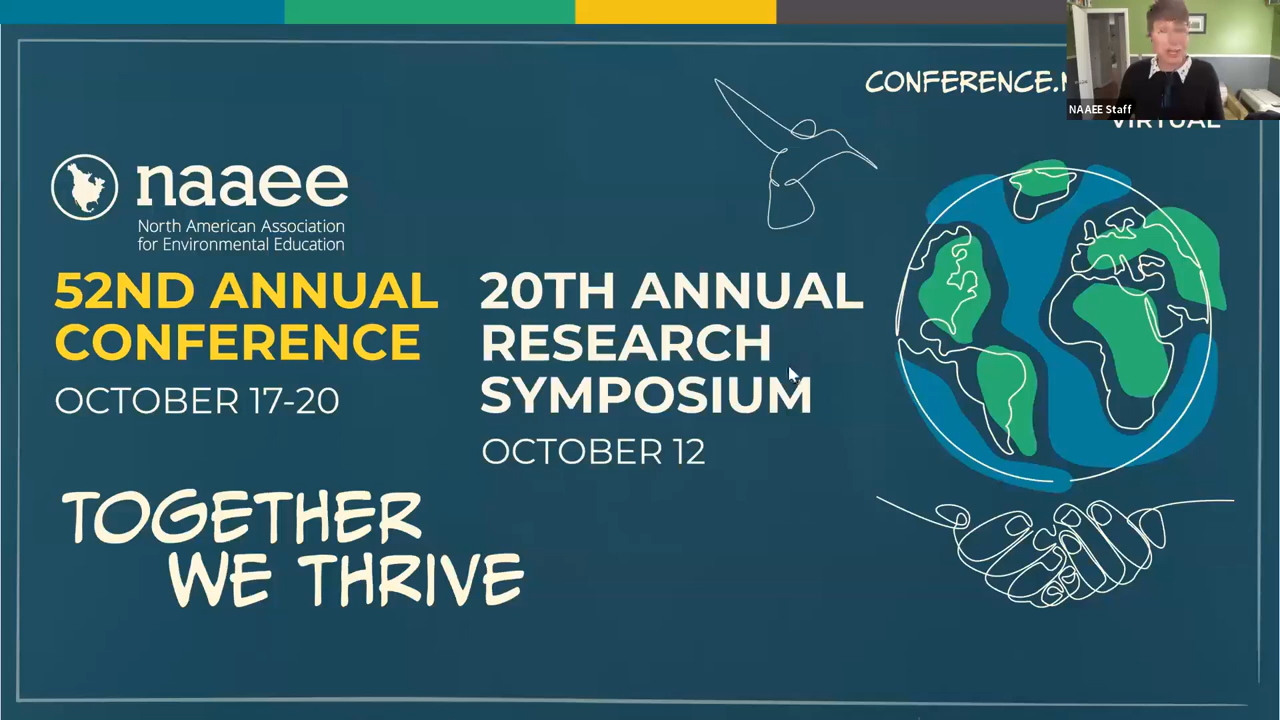 CONFERENCE.
NAAEE Staff
VIRTUAL
naaee
North American Association
for Environmental Education
52ND ANNUAL
CONFERENCE
OCTOBER 17-20
20TH ANNUAL
RESEARCH
SYMPOSIUM
OCTOBER 12
TOGETHER
WE THRIVE